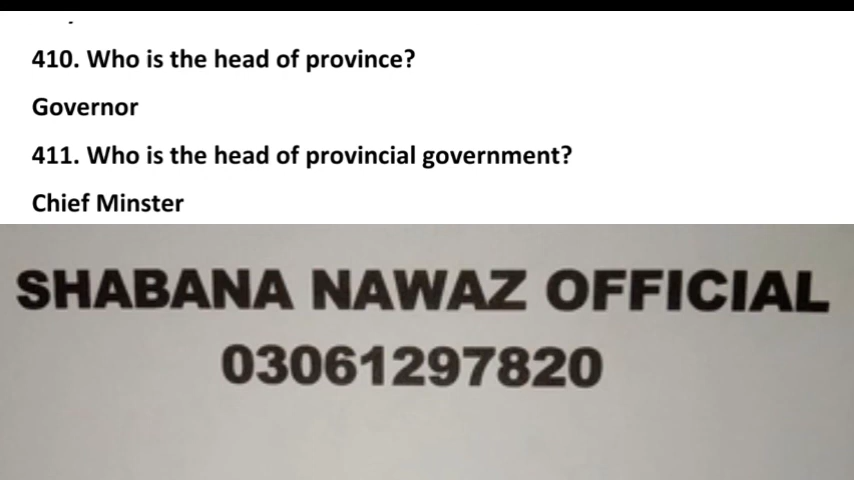 410. Who is the head of province?
Governor
411. Who is the head of provincial government?
Chief Minster
SHABANA NAWAZ OFFICIAL
03061297820